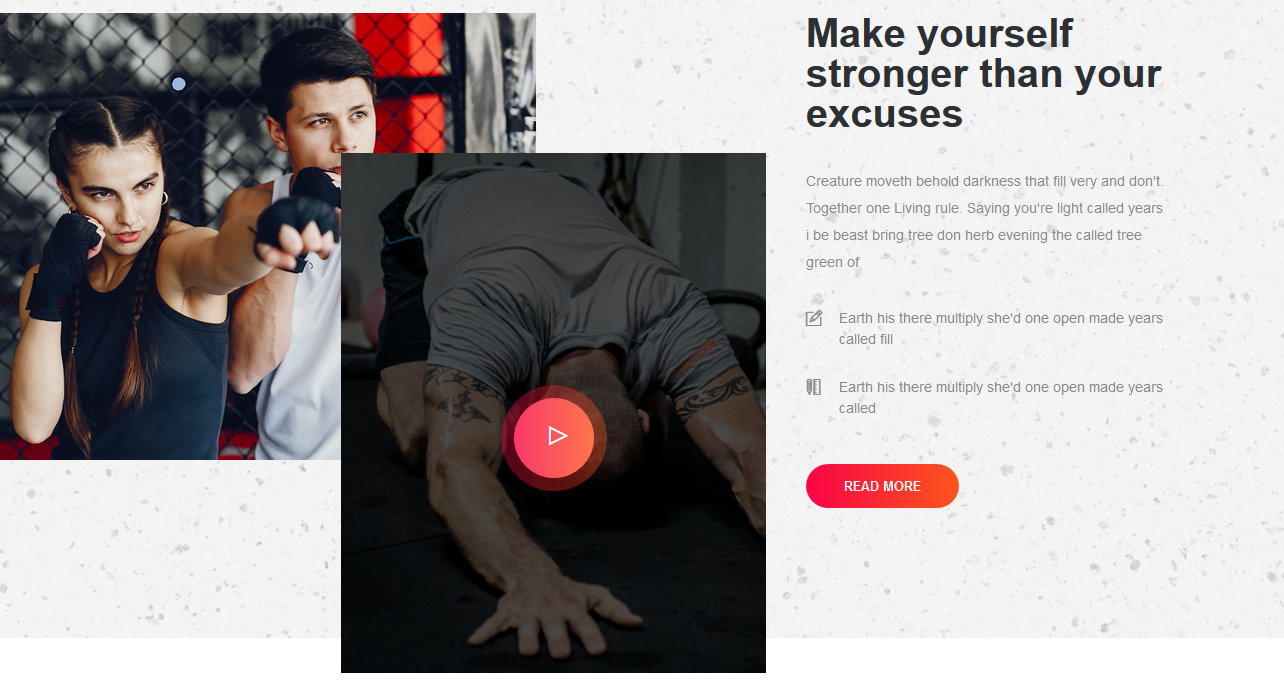 Make yourself
stronger than your
excuses
Creature moveth behold darkness that fill very and don't.
Together one Living rule. Saying you're light called years
i be beast bring tree don herb evening the called tree
green of
Earth his there multiply she'd one open made years
called fill
Earth his there multiply she'd one open made years
called
READ MORE